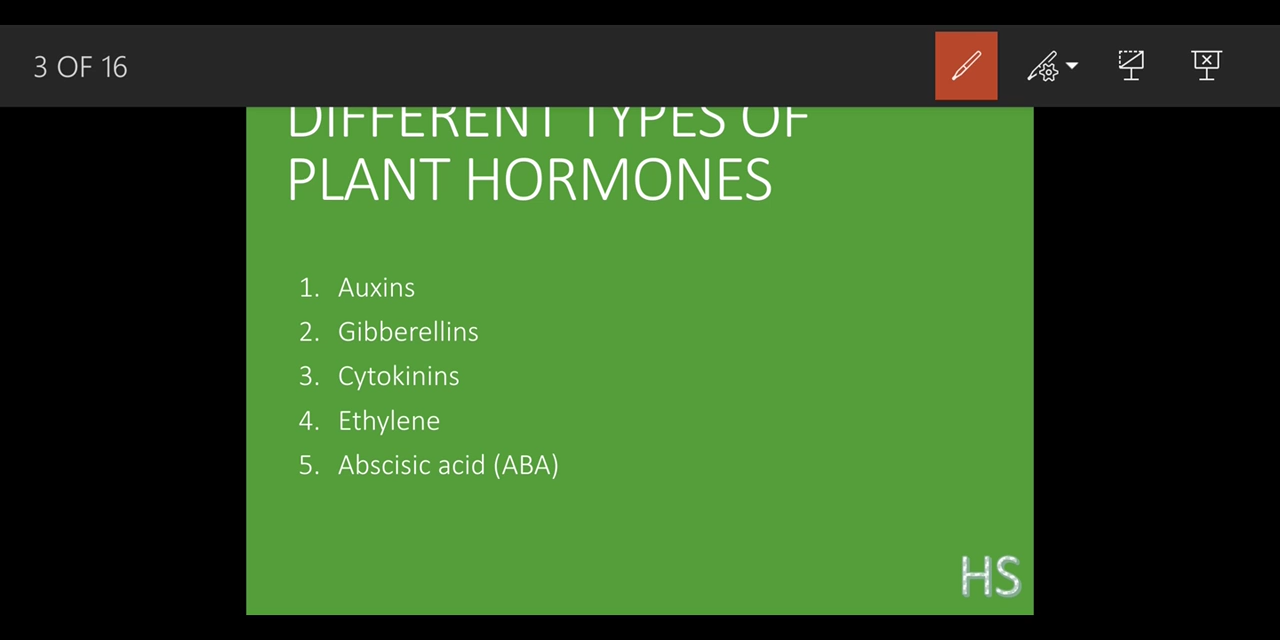 3 OF 16
DIFFERENT TYPES OF
PLANT HORMONES
1. Auxins
2. Gibberellins
3. Cytokinins
4. Ethylene
5. Abscisic acid (ABA)
HS